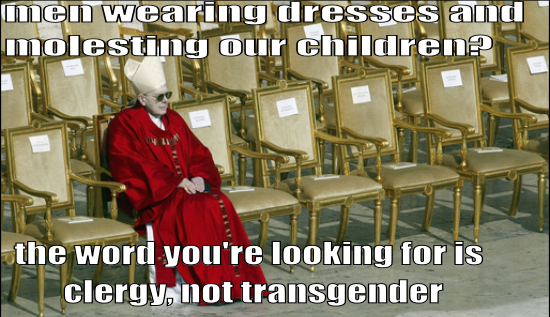 men wearing dresses and
molesting our children?
the word you're looking for is
clergy, not transgender